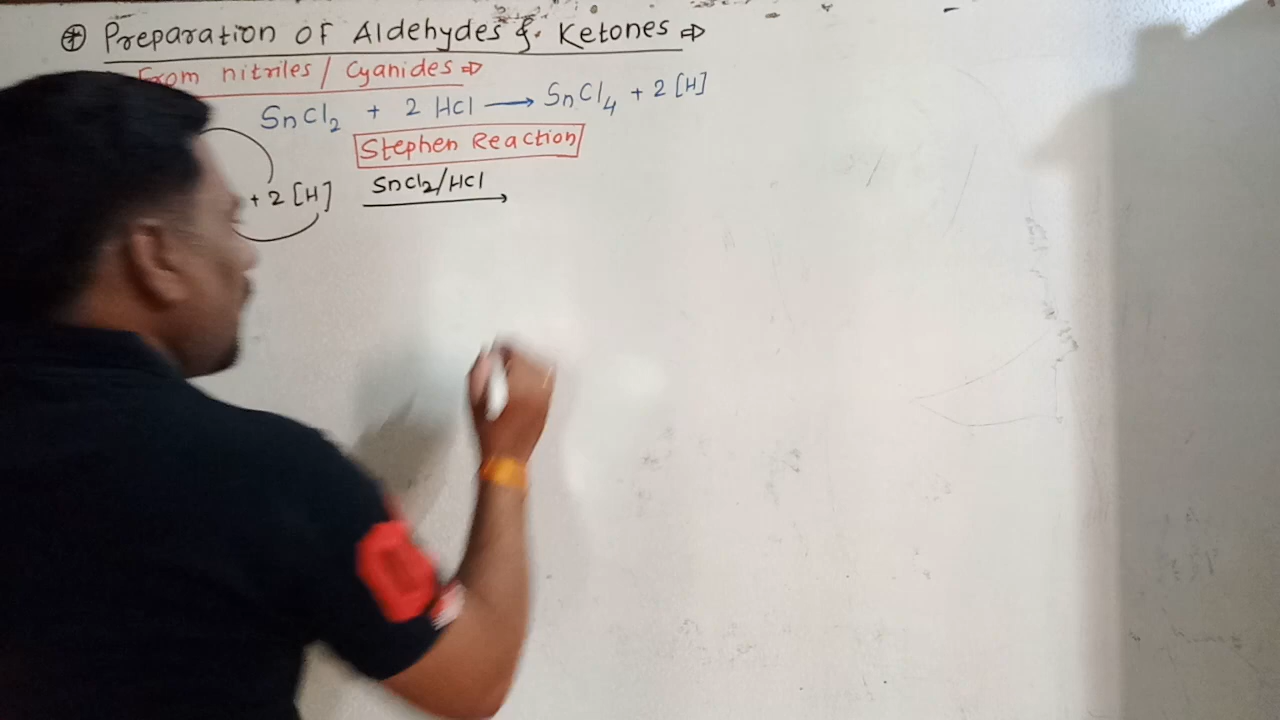 ⊕ Preparation of Aldehydes & Ketones ⇒
From nitriles / Cyanides ⇒
SnCl₂ + 2 HCl ⟶ SnCl₄ + 2 [H]
Stephen Reaction
+ 2 [H] SnCl₂/HCl ⟶